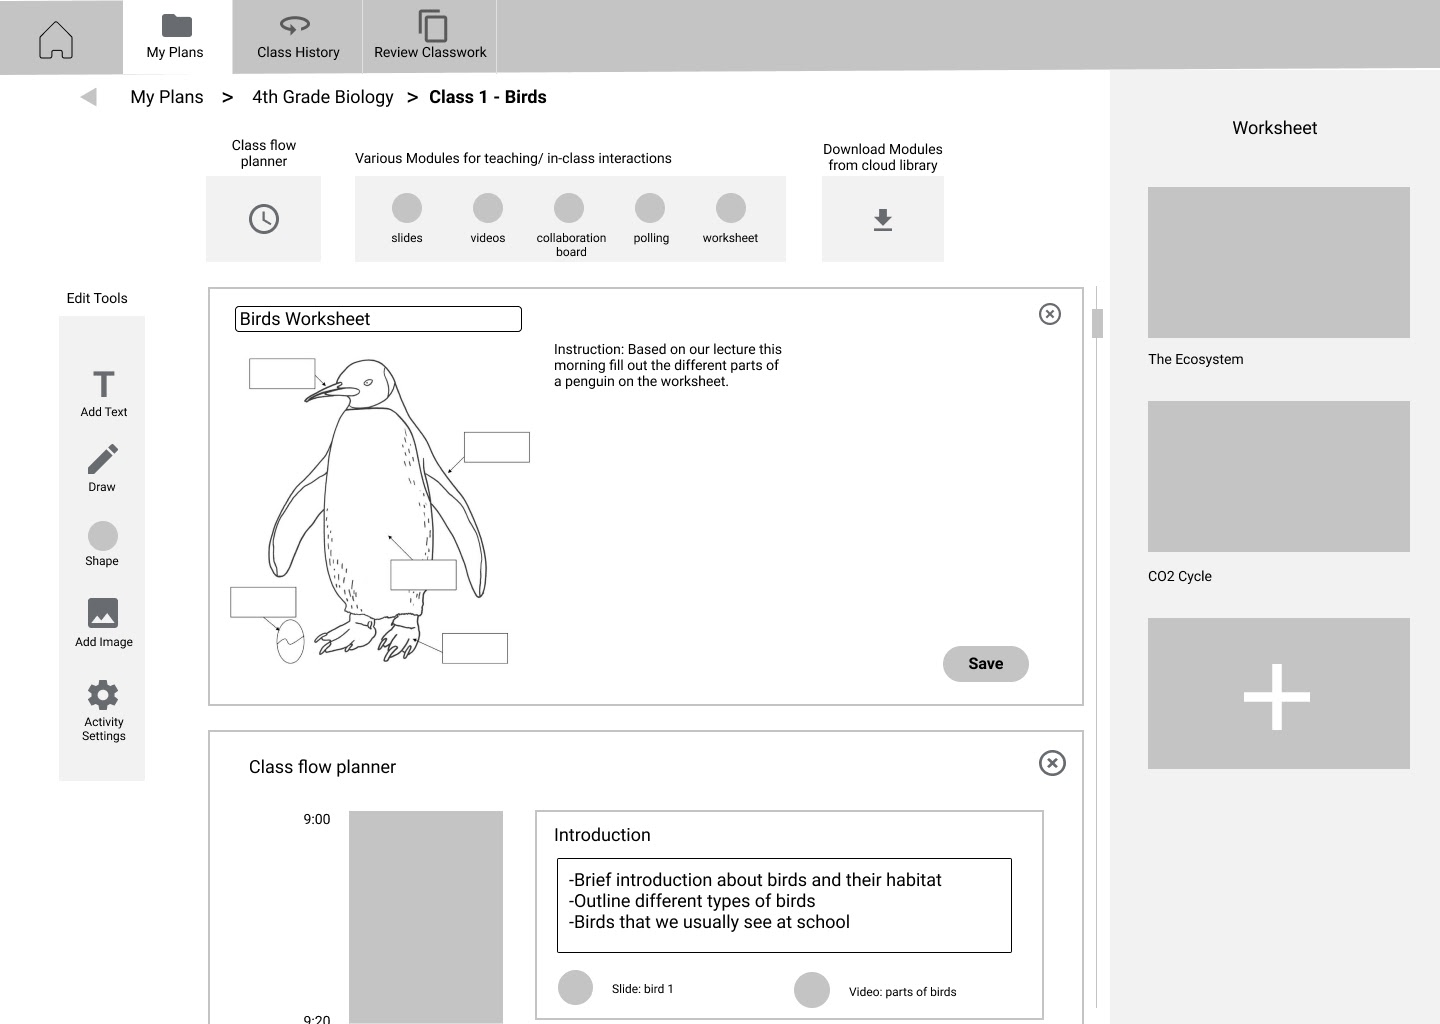 My Plans
Class History
Review Classwork
My Plans > 4th Grade Biology > Class 1 - Birds
Class flow
planner
Various Modules for teaching/ in-class interactions
slides
videos
collaboration
board
polling
worksheet
Download Modules
from cloud library
Edit Tools
Add Text
Draw
Shape
Add Image
Activity
Settings
Birds Worksheet
Instruction: Based on our lecture this
morning fill out the different parts of
a penguin on the worksheet.
Save
Class flow planner
9:00
9:20
Introduction
-Brief introduction about birds and their habitat
-Outline different types of birds
-Birds that we usually see at school
Slide: bird 1
Video: parts of birds
Worksheet
The Ecosystem
CO2 Cycle